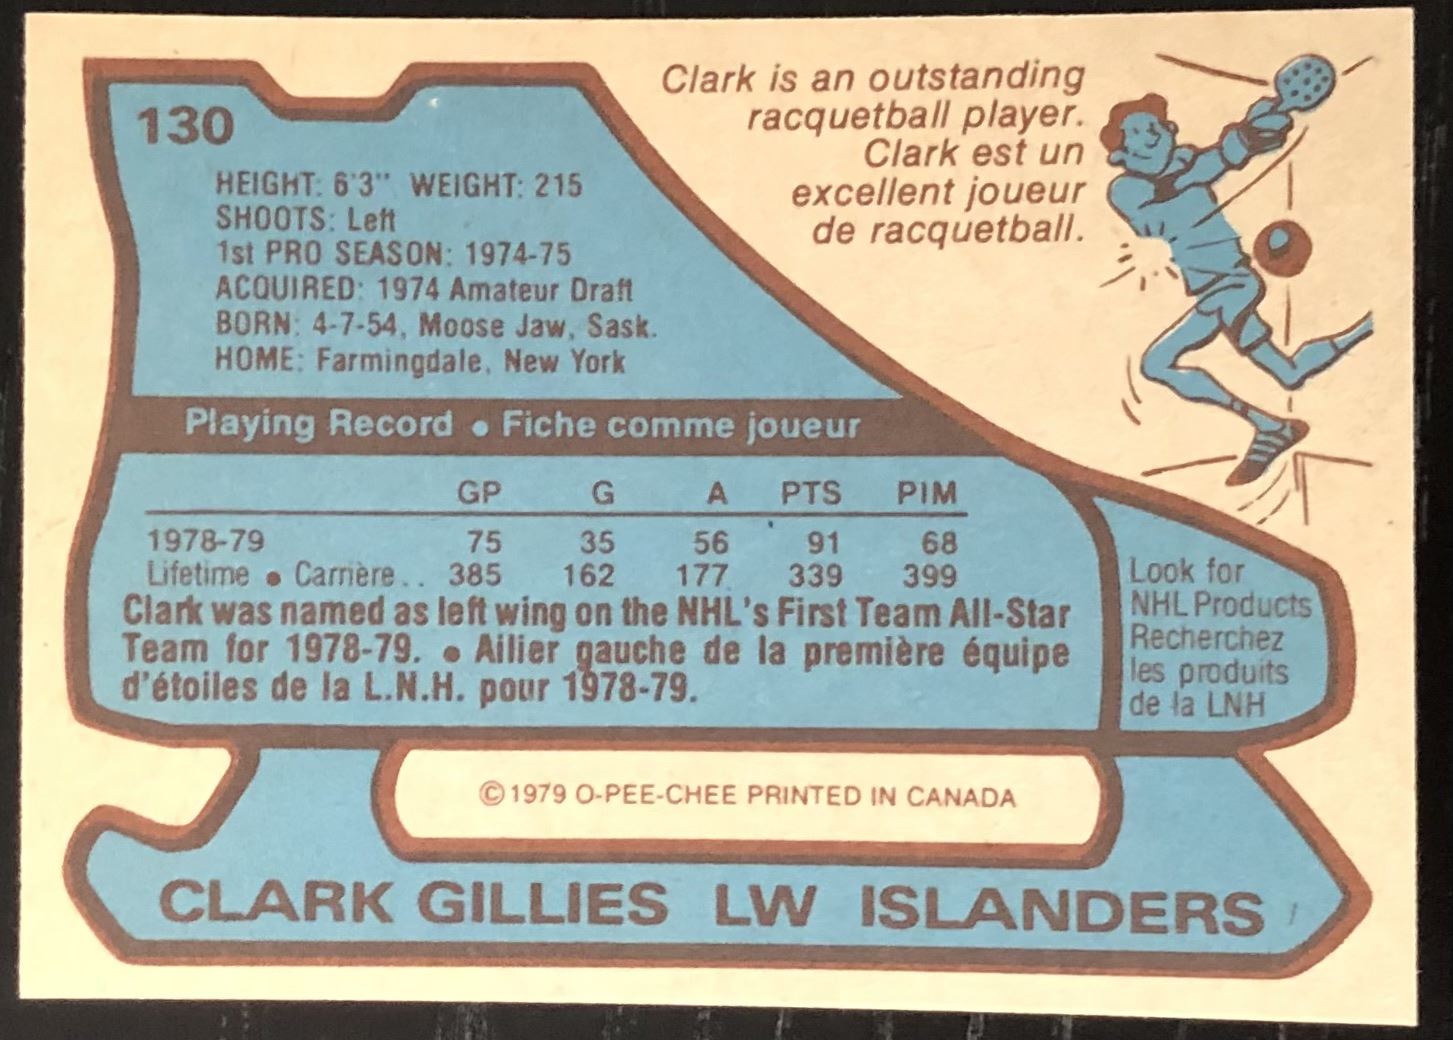 130
HEIGHT: 6'3" WEIGHT: 215
SHOOTS: Left
1st PRO SEASON: 1974-75
ACQUIRED: 1974 Amateur Draft
BORN: 4-7-54, Moose Jaw, Sask.
HOME: Farmingdale, New York
Clark is an outstanding
racquetball player.
Clark est un
excellent joueur
de racquetball.
Playing Record • Fiche comme joueur
GP G A PTS PIM
1978-79 75 35 56 91 68
Lifetime • Carrière.. 385 162 177 339 399
Clark was named as left wing on the NHL's First Team All-Star
Team for 1978-79. • Ailier gauche de la première équipe
d'étoiles de la L.N.H. pour 1978-79.
Look for
NHL Products
Recherchez
les produits
de la LNH
©1979 O-PEE-CHEE PRINTED IN CANADA
CLARK GILLIES LW ISLANDERS